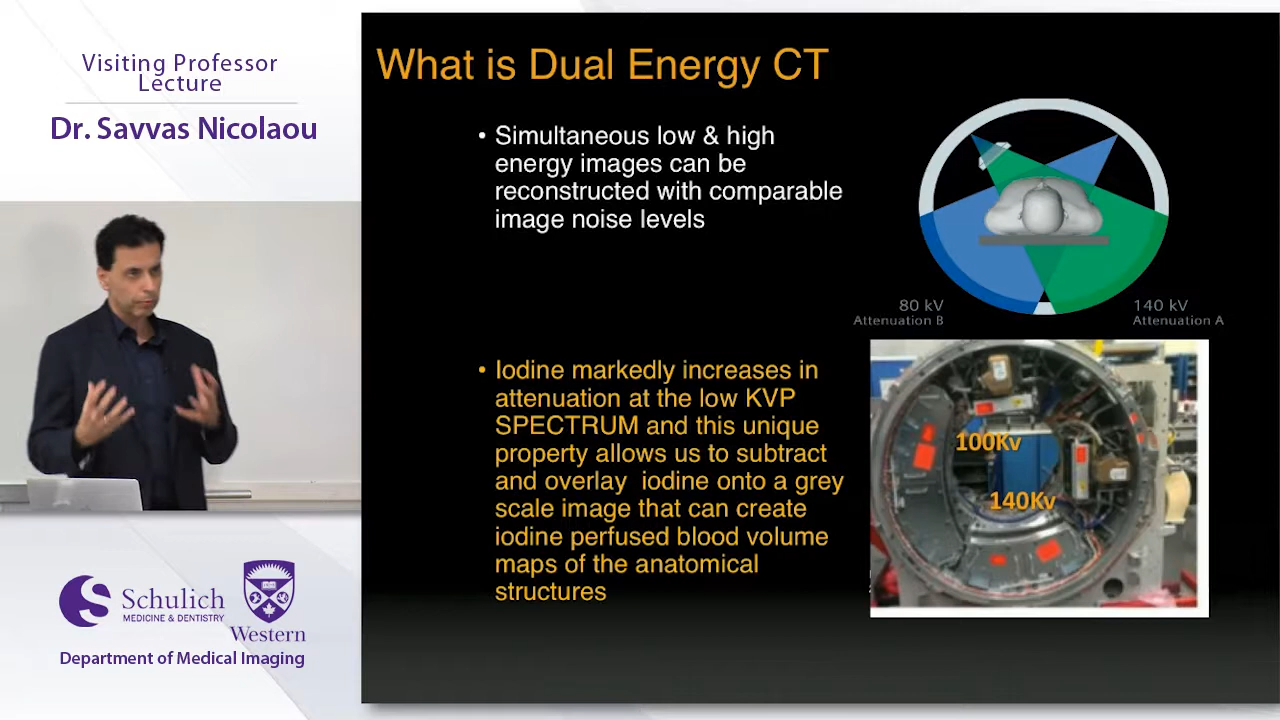 Visiting Professor
Lecture
Dr. Savvas Nicolaou
What is Dual Energy CT
• Simultaneous low & high
energy images can be
reconstructed with comparable
image noise levels
80 kV
Attenuation B
140 kV
Attenuation A
• Iodine markedly increases in
attenuation at the low KVP
SPECTRUM and this unique
property allows us to subtract
and overlay iodine onto a grey
scale image that can create
iodine perfused blood volume
maps of the anatomical
structures
100Kv
140Kv
Schulich
MEDICINE & DENTISTRY
Western
Department of Medical Imaging